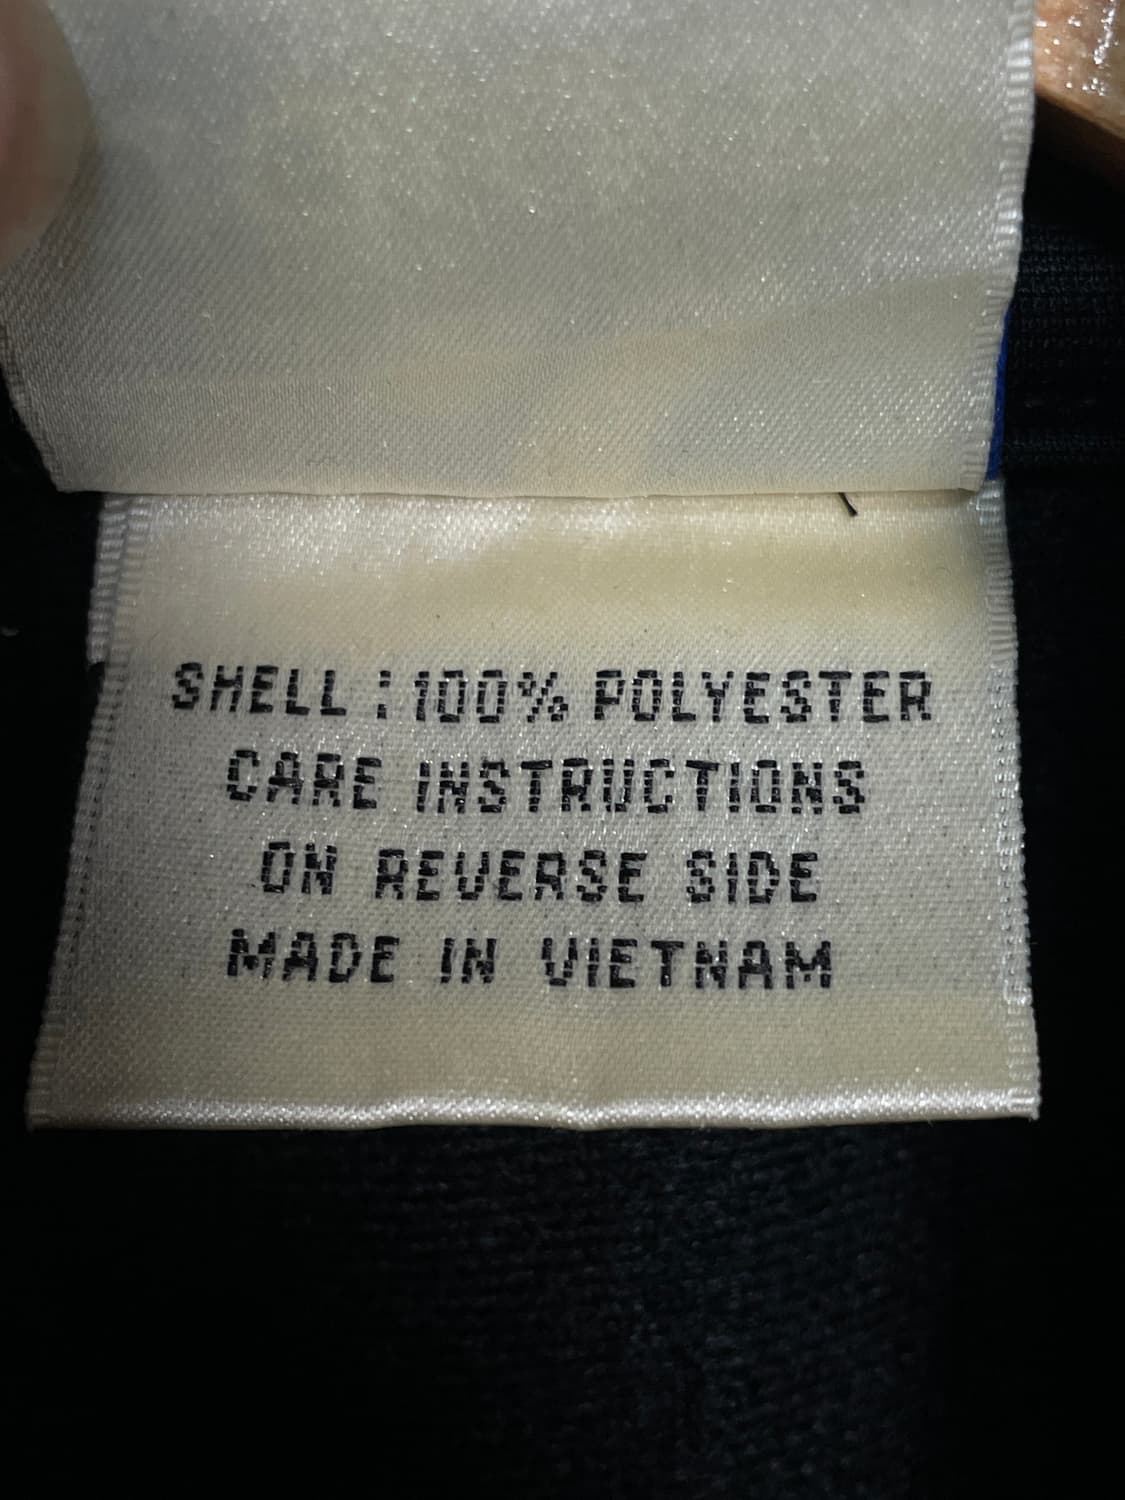 SHELL : 100% POLYESTER
CARE INSTRUCTIONS
ON REVERSE SIDE
MADE IN VIETNAM